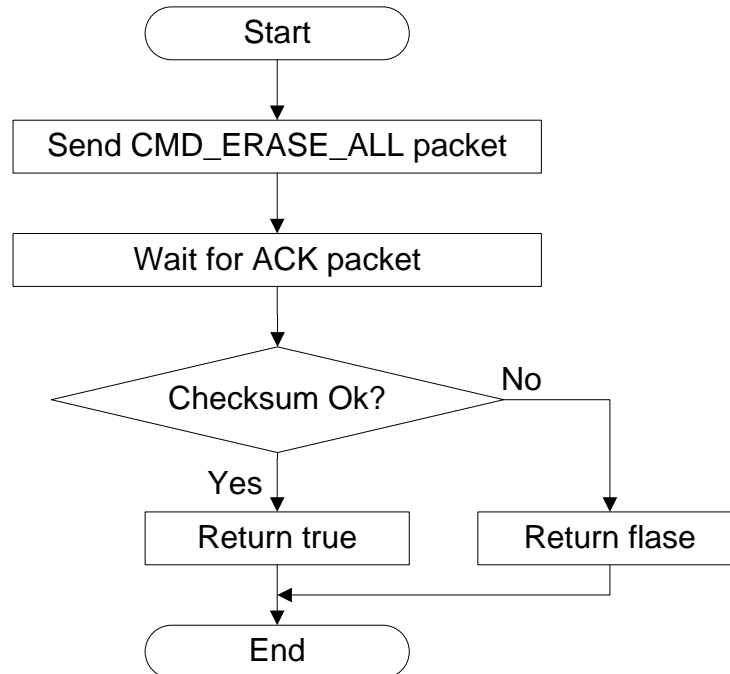 Start
Send CMD_ERASE_ALL packet
Wait for ACK packet
Checksum Ok?
No
Yes
Return true
Return flase
End